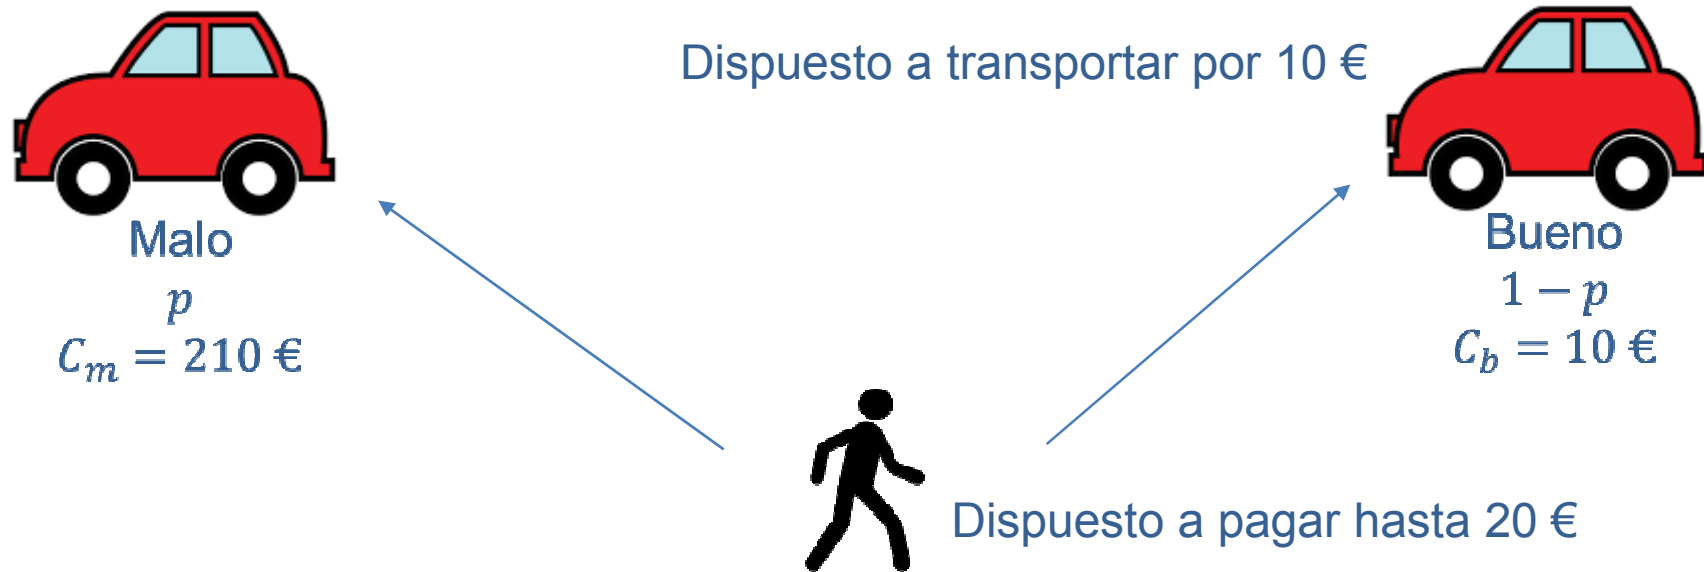 Dispuesto a transportar por 10 €
Malo
p
C_m = 210 €
Bueno
1 − p
C_b = 10 €
Dispuesto a pagar hasta 20 €